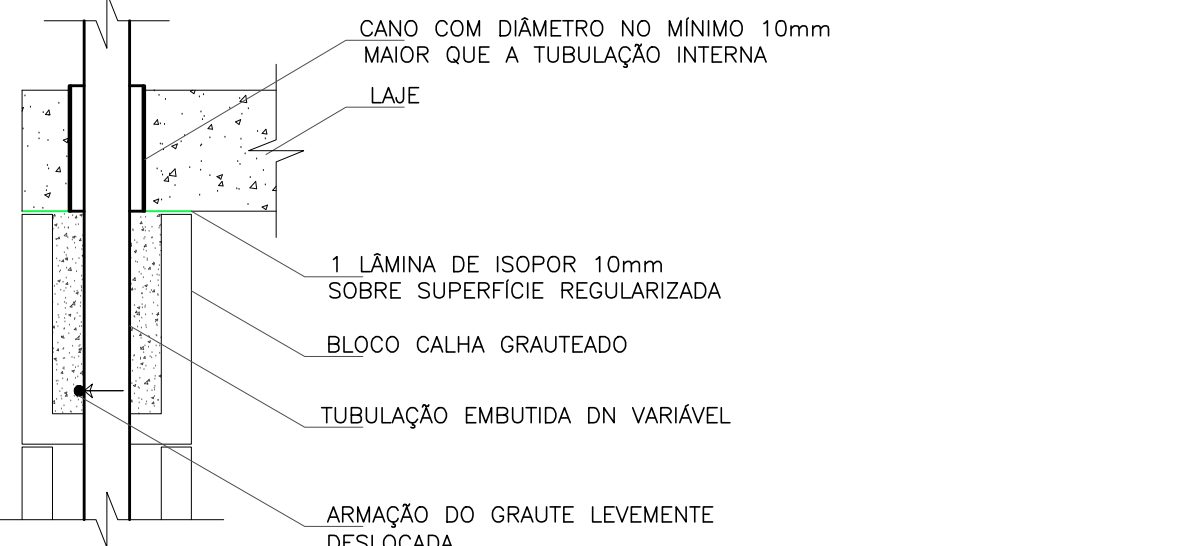 CANO COM DIÂMETRO NO MÍNIMO 10mm
MAIOR QUE A TUBULAÇÃO INTERNA
LAJE
1 LÂMINA DE ISOPOR 10mm
SOBRE SUPERFÍCIE REGULARIZADA
BLOCO CALHA GRAUTEADO
TUBULAÇÃO EMBUTIDA DN VARIÁVEL
ARMAÇÃO DO GRAUTE LEVEMENTE
DESLOCADA